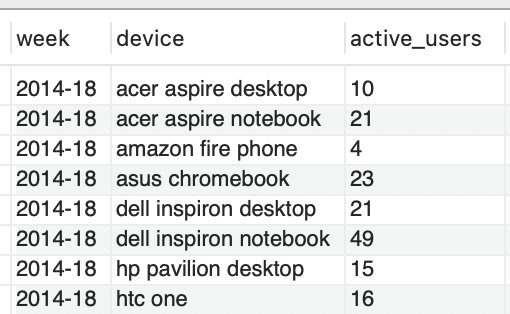 week device active_users
2014-18 acer aspire desktop 10
2014-18 acer aspire notebook 21
2014-18 amazon fire phone 4
2014-18 asus chromebook 23
2014-18 dell inspiron desktop 21
2014-18 dell inspiron notebook 49
2014-18 hp pavilion desktop 15
2014-18 htc one 16